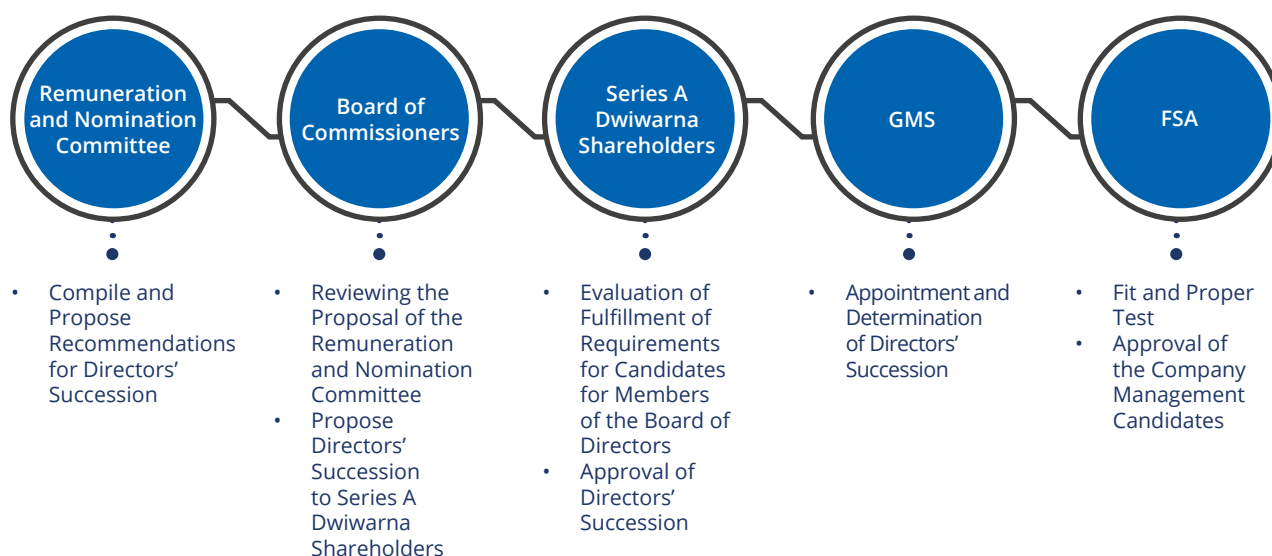 Remuneration
and Nomination
Committee
Board of
Commissioners
Series A
Dwiwarna
Shareholders
GMS
FSA
• Compile and
Propose
Recommendations
for Directors’
Succession
• Reviewing the
Proposal of the
Remuneration
and Nomination
Committee
• Propose
Directors’
Succession
to Series A
Dwiwarna
Shareholders
• Evaluation of
Fulfillment of
Requirements
for Candidates
for Members
of the Board of
Directors
• Approval of
Directors’
Succession
• Appointment and
Determination
of Directors’
Succession
• Fit and Proper
Test
• Approval of
the Company
Management
Candidates